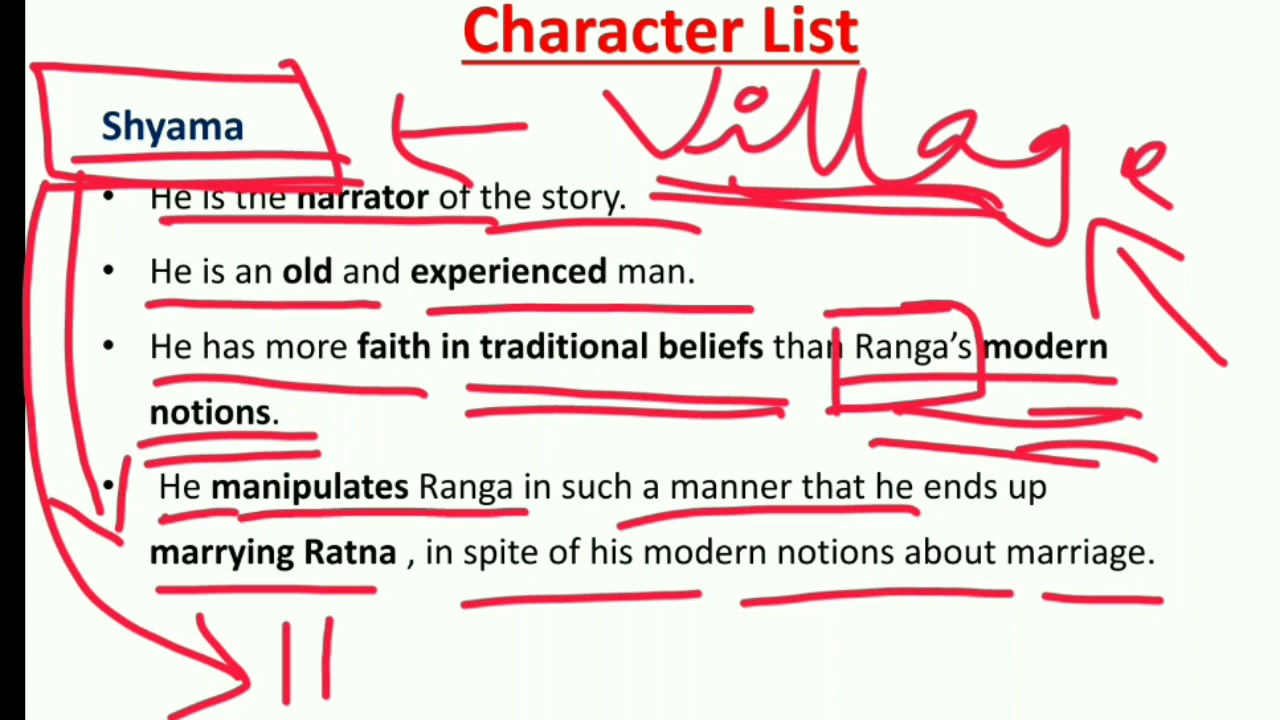 Character List
Shyama
Village
• He is the narrator of the story.
• He is an old and experienced man.
• He has more faith in traditional beliefs than Ranga's modern
notions.
• He manipulates Ranga in such a manner that he ends up
marrying Ratna , in spite of his modern notions about marriage.